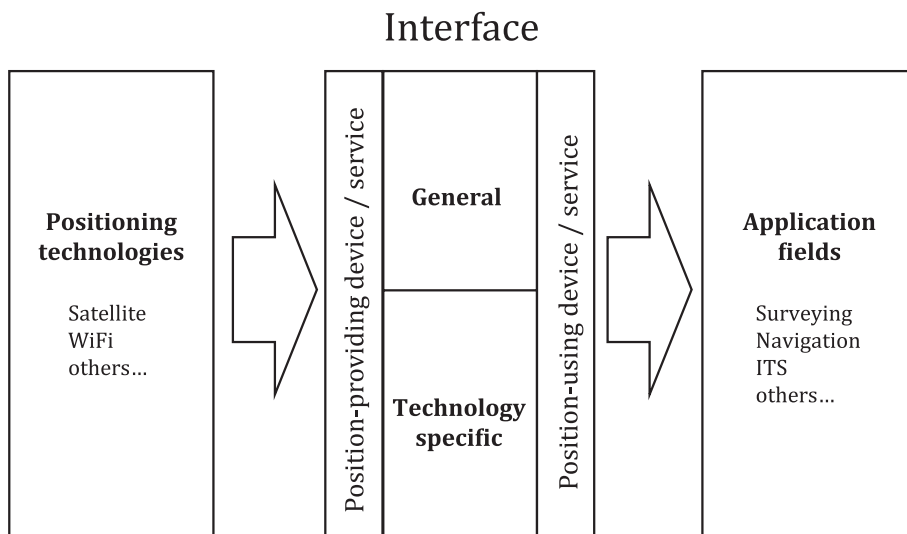 Interface
Positioning
technologies
Satellite
WiFi
others...
Position-providing device / service
General
Technology
specific
Position-using device / service
Application
fields
Surveying
Navigation
ITS
others...